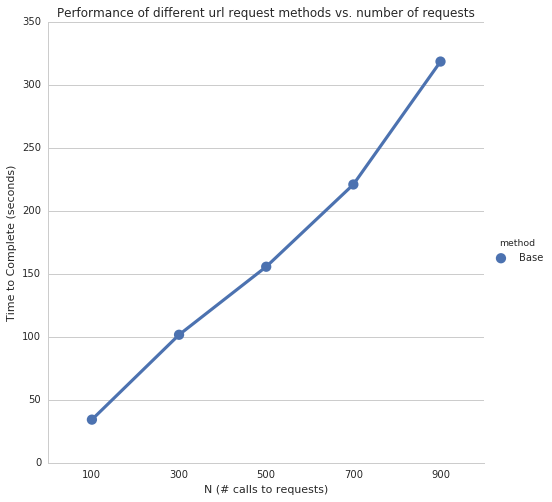 Performance of different url request methods vs. number of requests
350
300
250
200
150
100
50
0
Time to Complete (seconds)
100 300 500 700 900
N (# calls to requests)
method
Base